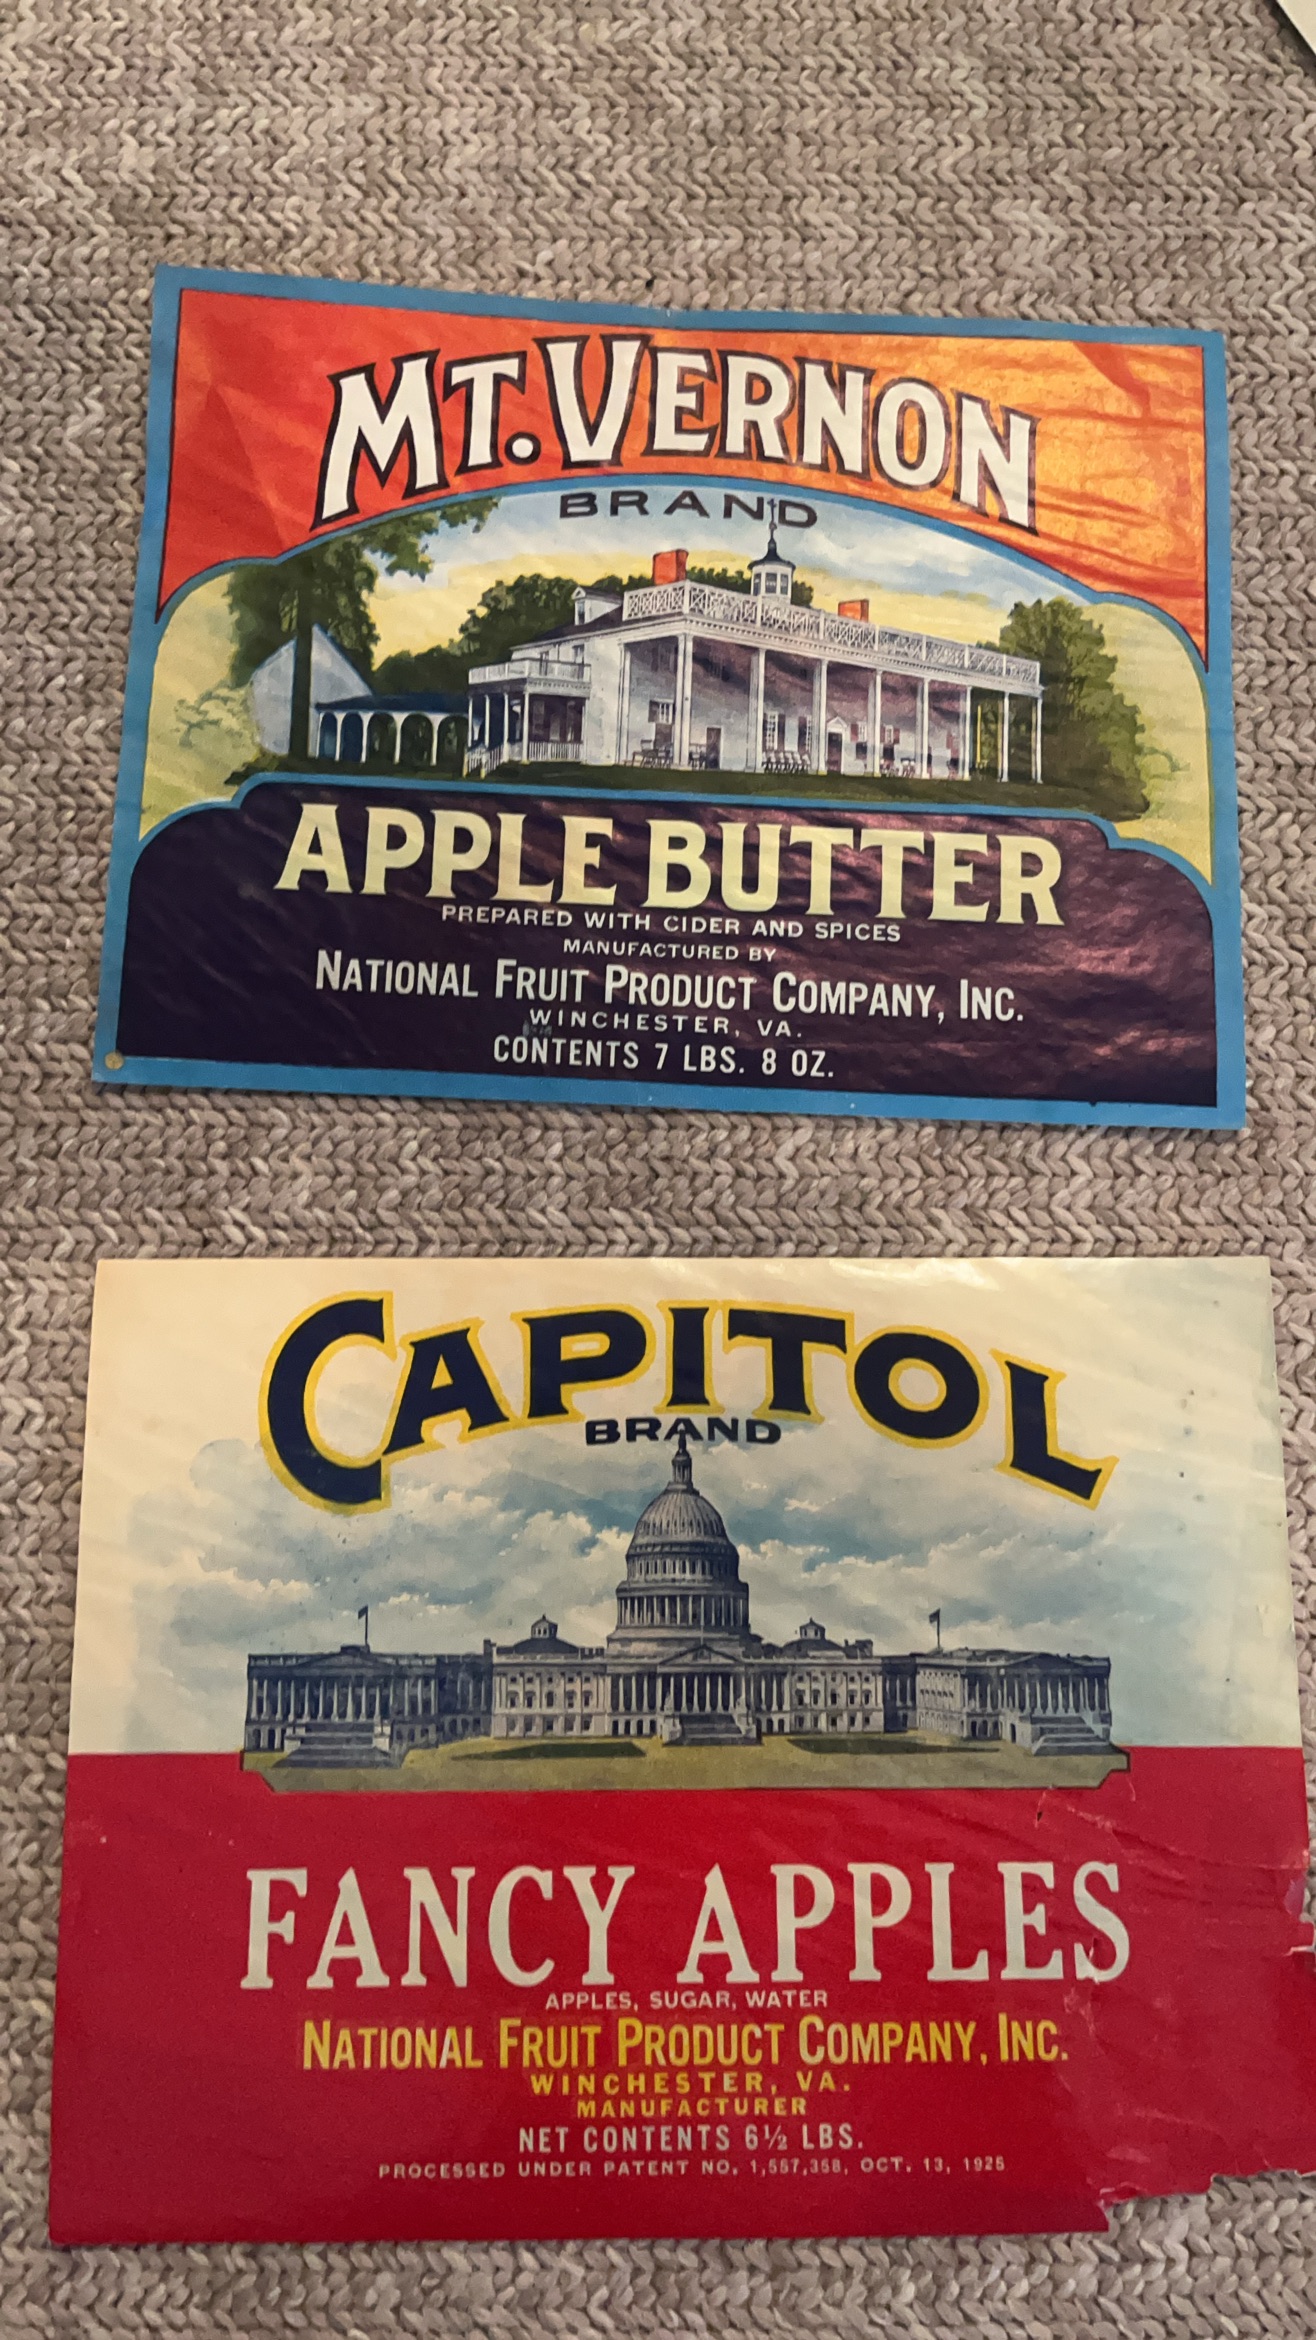 MT. VERNON
BRAND
APPLE BUTTER
PREPARED WITH CIDER AND SPICES
MANUFACTURED BY
NATIONAL FRUIT PRODUCT COMPANY, INC.
WINCHESTER, VA.
CONTENTS 7 LBS. 8 OZ.
CAPITOL
BRAND
FANCY APPLES
APPLES, SUGAR, WATER
NATIONAL FRUIT PRODUCT COMPANY, INC.
WINCHESTER, VA.
MANUFACTURER
NET CONTENTS 6½ LBS.
PROCESSED UNDER PATENT NO. 1,557,358, OCT. 13, 1925